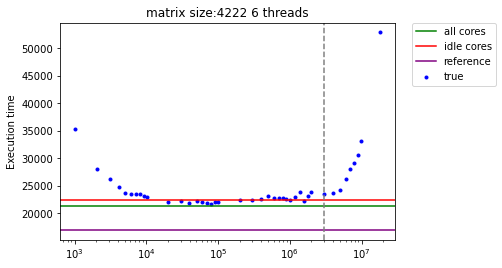 matrix size:4222 6 threads
Execution time
50000
45000
40000
35000
30000
25000
20000
10³
10⁴
10⁵
10⁶
10⁷
all cores
idle cores
reference
true